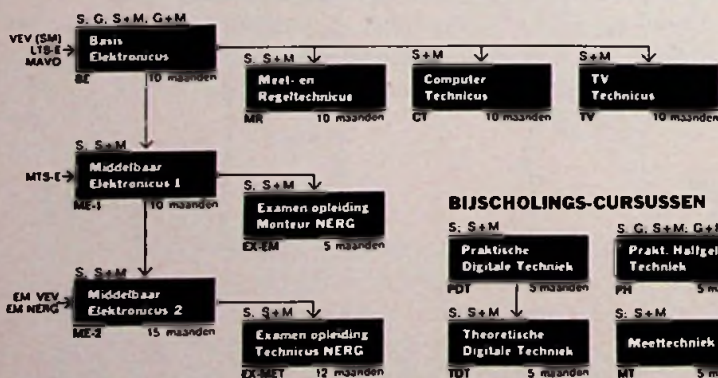 S, G, S+M, G+M
VEV (SM)
LTS-E
MAVO
Basis
Elektronicus
BE 10 maanden
S, S+M
Meet- en
Regeltechnicus
MR 10 maanden
S+M
Computer
Technicus
CT 10 maanden
S+M
TV
Technicus
TV 10 maanden
S, S+M
MTS-E
Middelbaar
Elektronicus 1
ME-1 10 maanden
S, S+M
Examen opleiding
Monteur NERG
EX-EM 5 maanden
S, S+M
EM VEV
EM NERG
Middelbaar
Elektronicus 2
ME-2 15 maanden
S, S+M
Examen opleiding
Technicus NERG
EX-MET 12 maanden
BIJSCHOLINGS-CURSUSSEN
S; S+M
Praktische
Digitale Techniek
PDT 5 maanden
S, G, S+M; G+
Prakt. Halfgel
Techniek
PH 5 m
S, S+M
Theoretische
Digitale Techniek
TDT 5 maanden
S; S+M
Meettechniek
MT 5 m